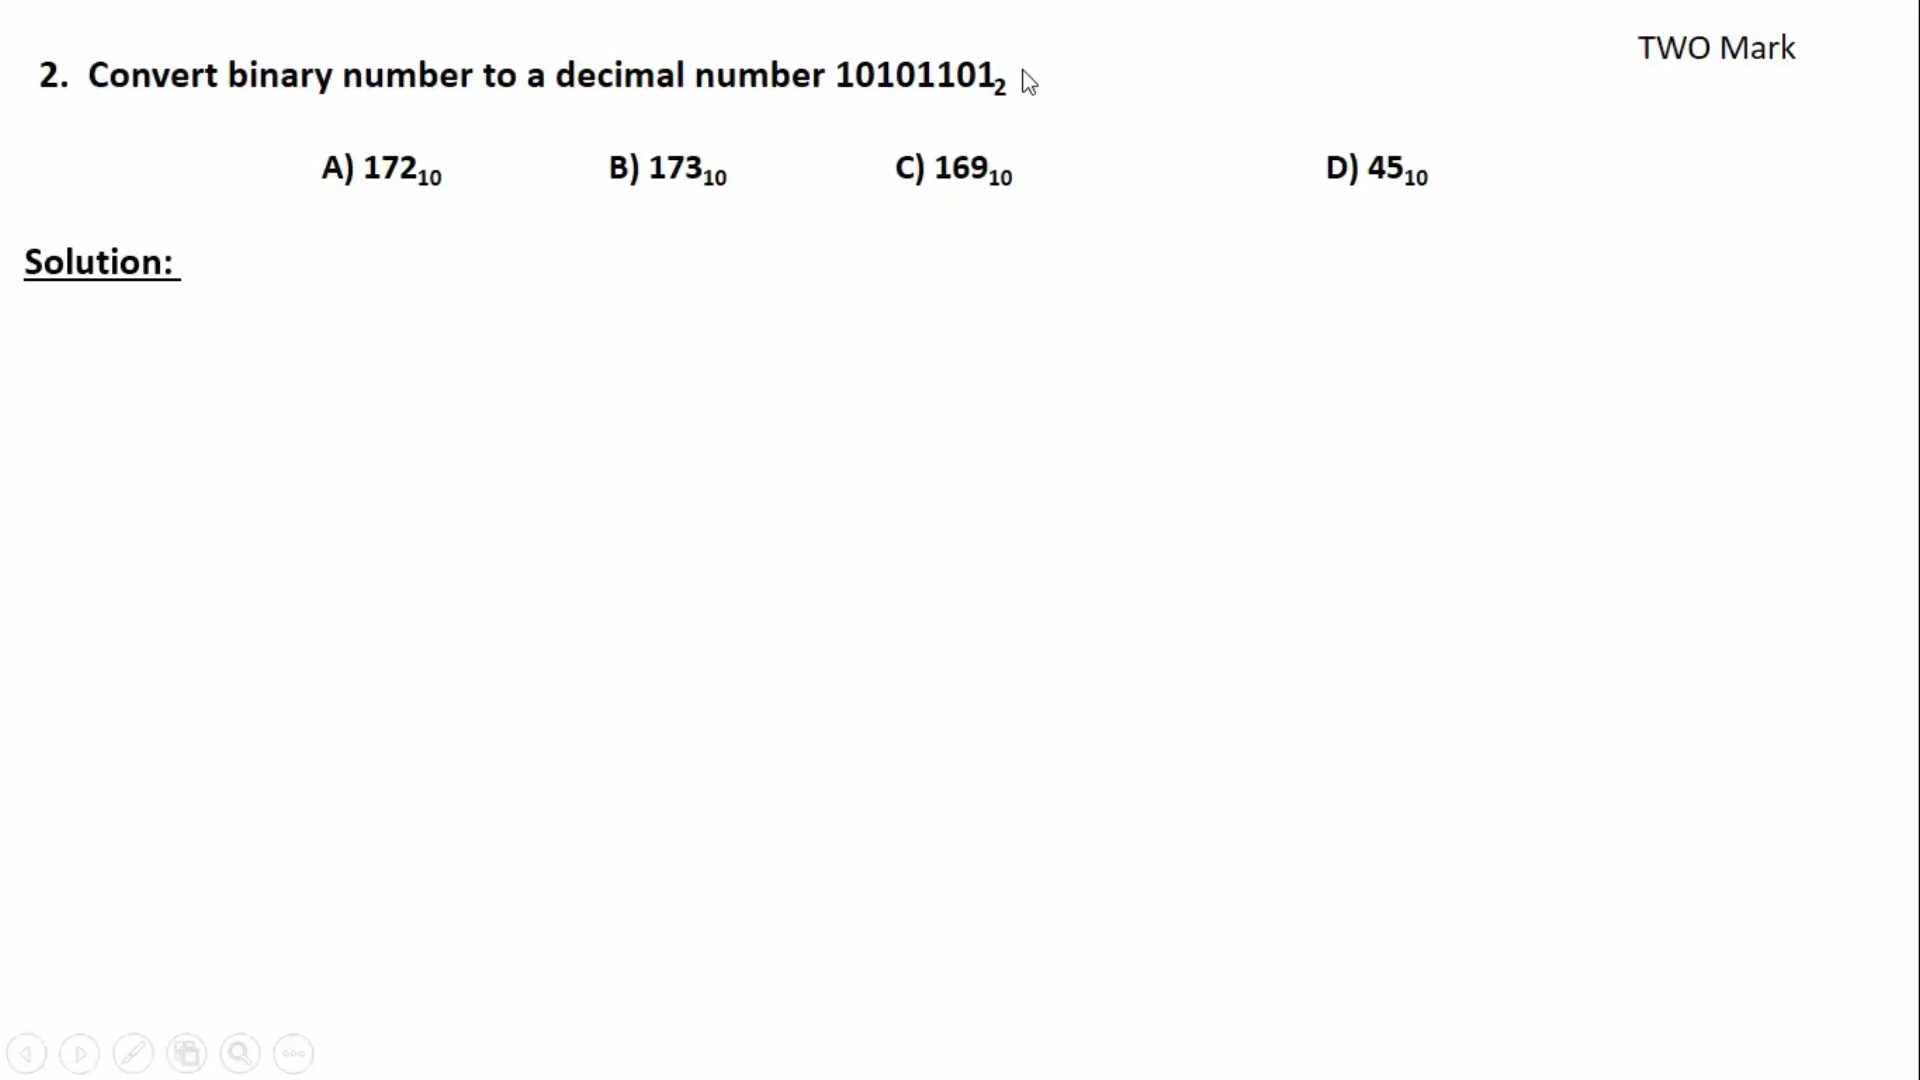 TWO Mark
2. Convert binary number to a decimal number 10101101₂
A) 172₁₀ B) 173₁₀ C) 169₁₀ D) 45₁₀
Solution: